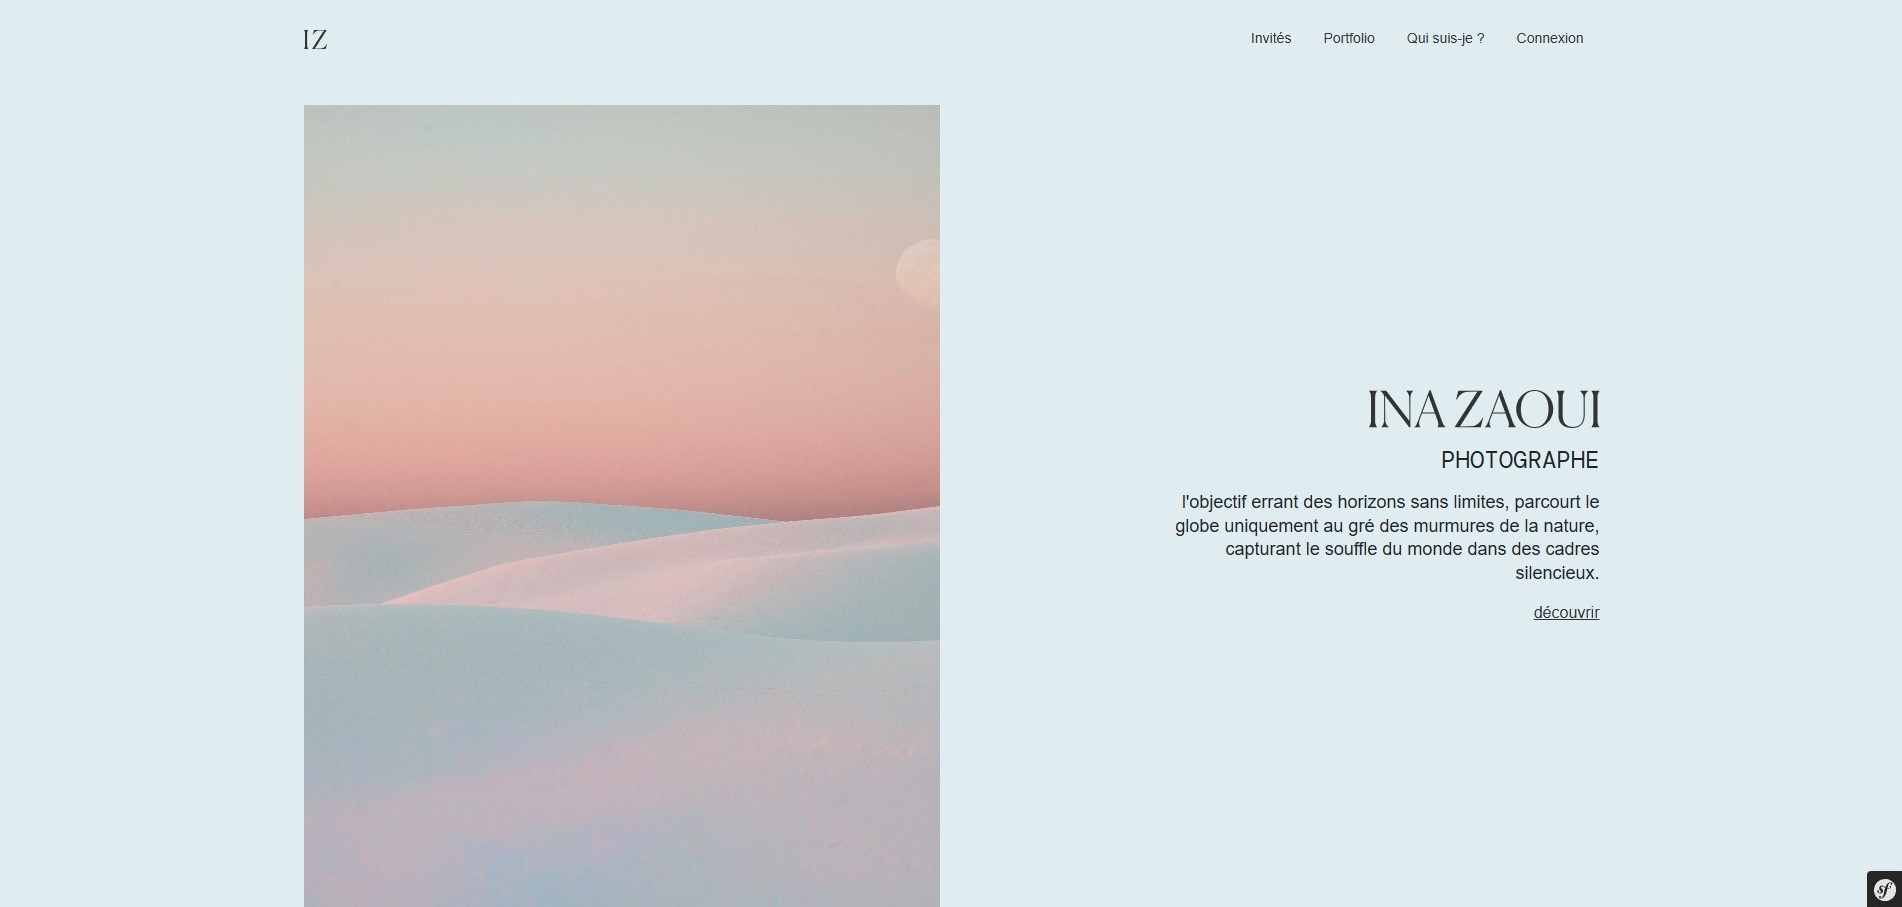 IZ
Invités
Portfolio
Qui suis-je ?
Connexion
INA ZAOUI
PHOTOGRAPHE
l'objectif errant des horizons sans limites, parcourt le
globe uniquement au gré des murmures de la nature,
capturant le souffle du monde dans des cadres
silencieux.
découvrir
sf